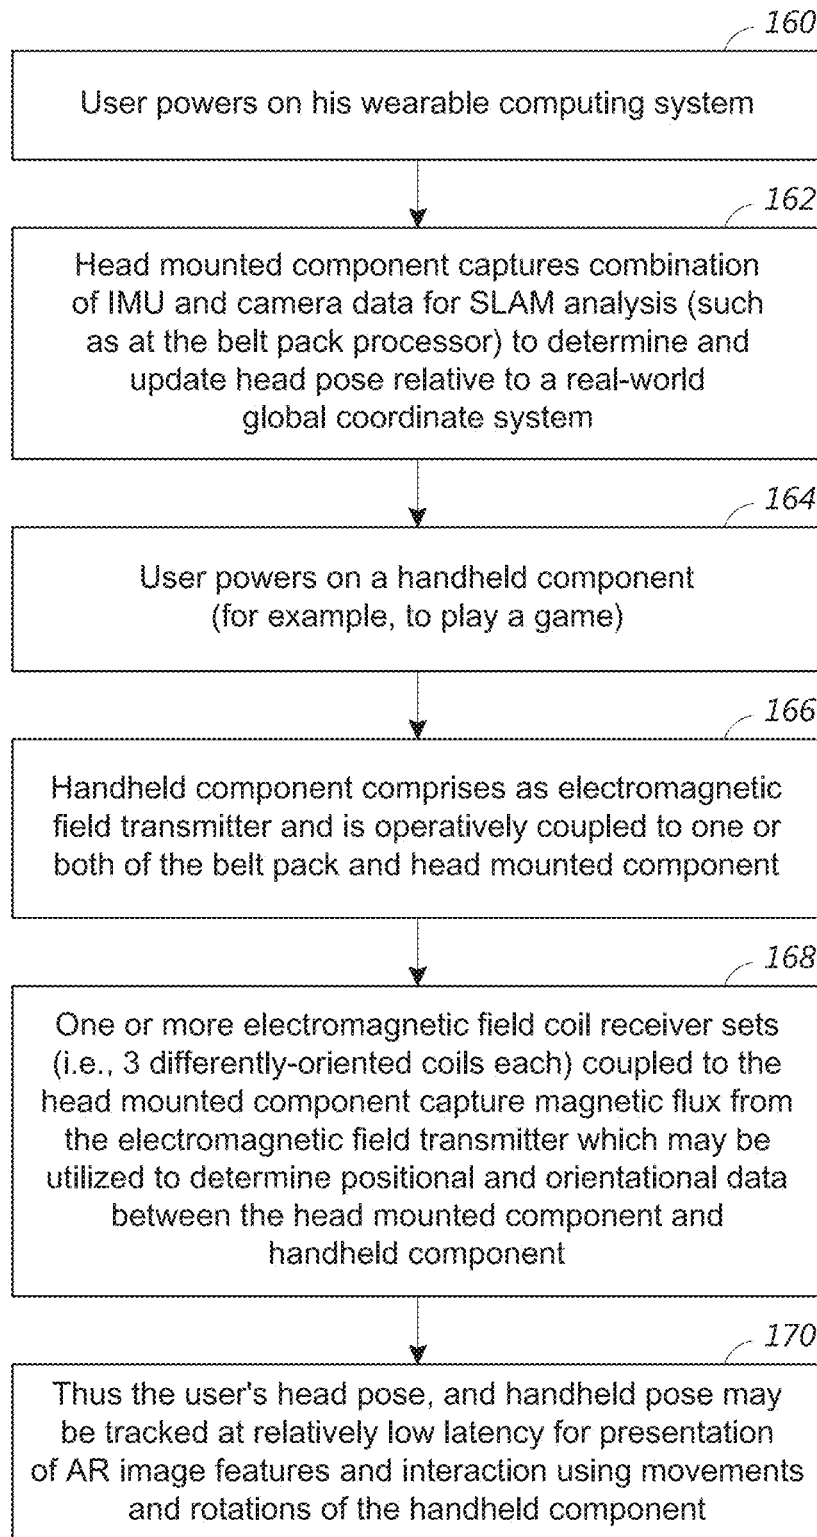 160
User powers on his wearable computing system
162
Head mounted component captures combination
of IMU and camera data for SLAM analysis (such
as at the belt pack processor) to determine and
update head pose relative to a real-world
global coordinate system
164
User powers on a handheld component
(for example, to play a game)
166
Handheld component comprises as electromagnetic
field transmitter and is operatively coupled to one or
both of the belt pack and head mounted component
168
One or more electromagnetic field coil receiver sets
(i.e., 3 differently-oriented coils each) coupled to the
head mounted component capture magnetic flux from
the electromagnetic field transmitter which may be
utilized to determine positional and orientational data
between the head mounted component and
handheld component
170
Thus the user's head pose, and handheld pose may
be tracked at relatively low latency for presentation
of AR image features and interaction using movements
and rotations of the handheld component